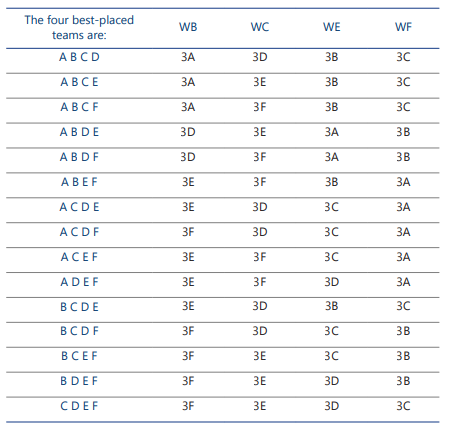 The four best-placed teams are: WB WC WE WF
A B C D 3A 3D 3B 3C
A B C E 3A 3E 3B 3C
A B C F 3A 3F 3B 3C
A B D E 3D 3E 3A 3B
A B D F 3D 3F 3A 3B
A B E F 3E 3F 3B 3A
A C D E 3E 3D 3C 3A
A C D F 3F 3D 3C 3A
A C E F 3E 3F 3C 3A
A D E F 3E 3F 3D 3A
B C D E 3E 3D 3B 3C
B C D F 3F 3D 3C 3B
B C E F 3F 3E 3C 3B
B D E F 3F 3E 3D 3B
C D E F 3F 3E 3D 3C